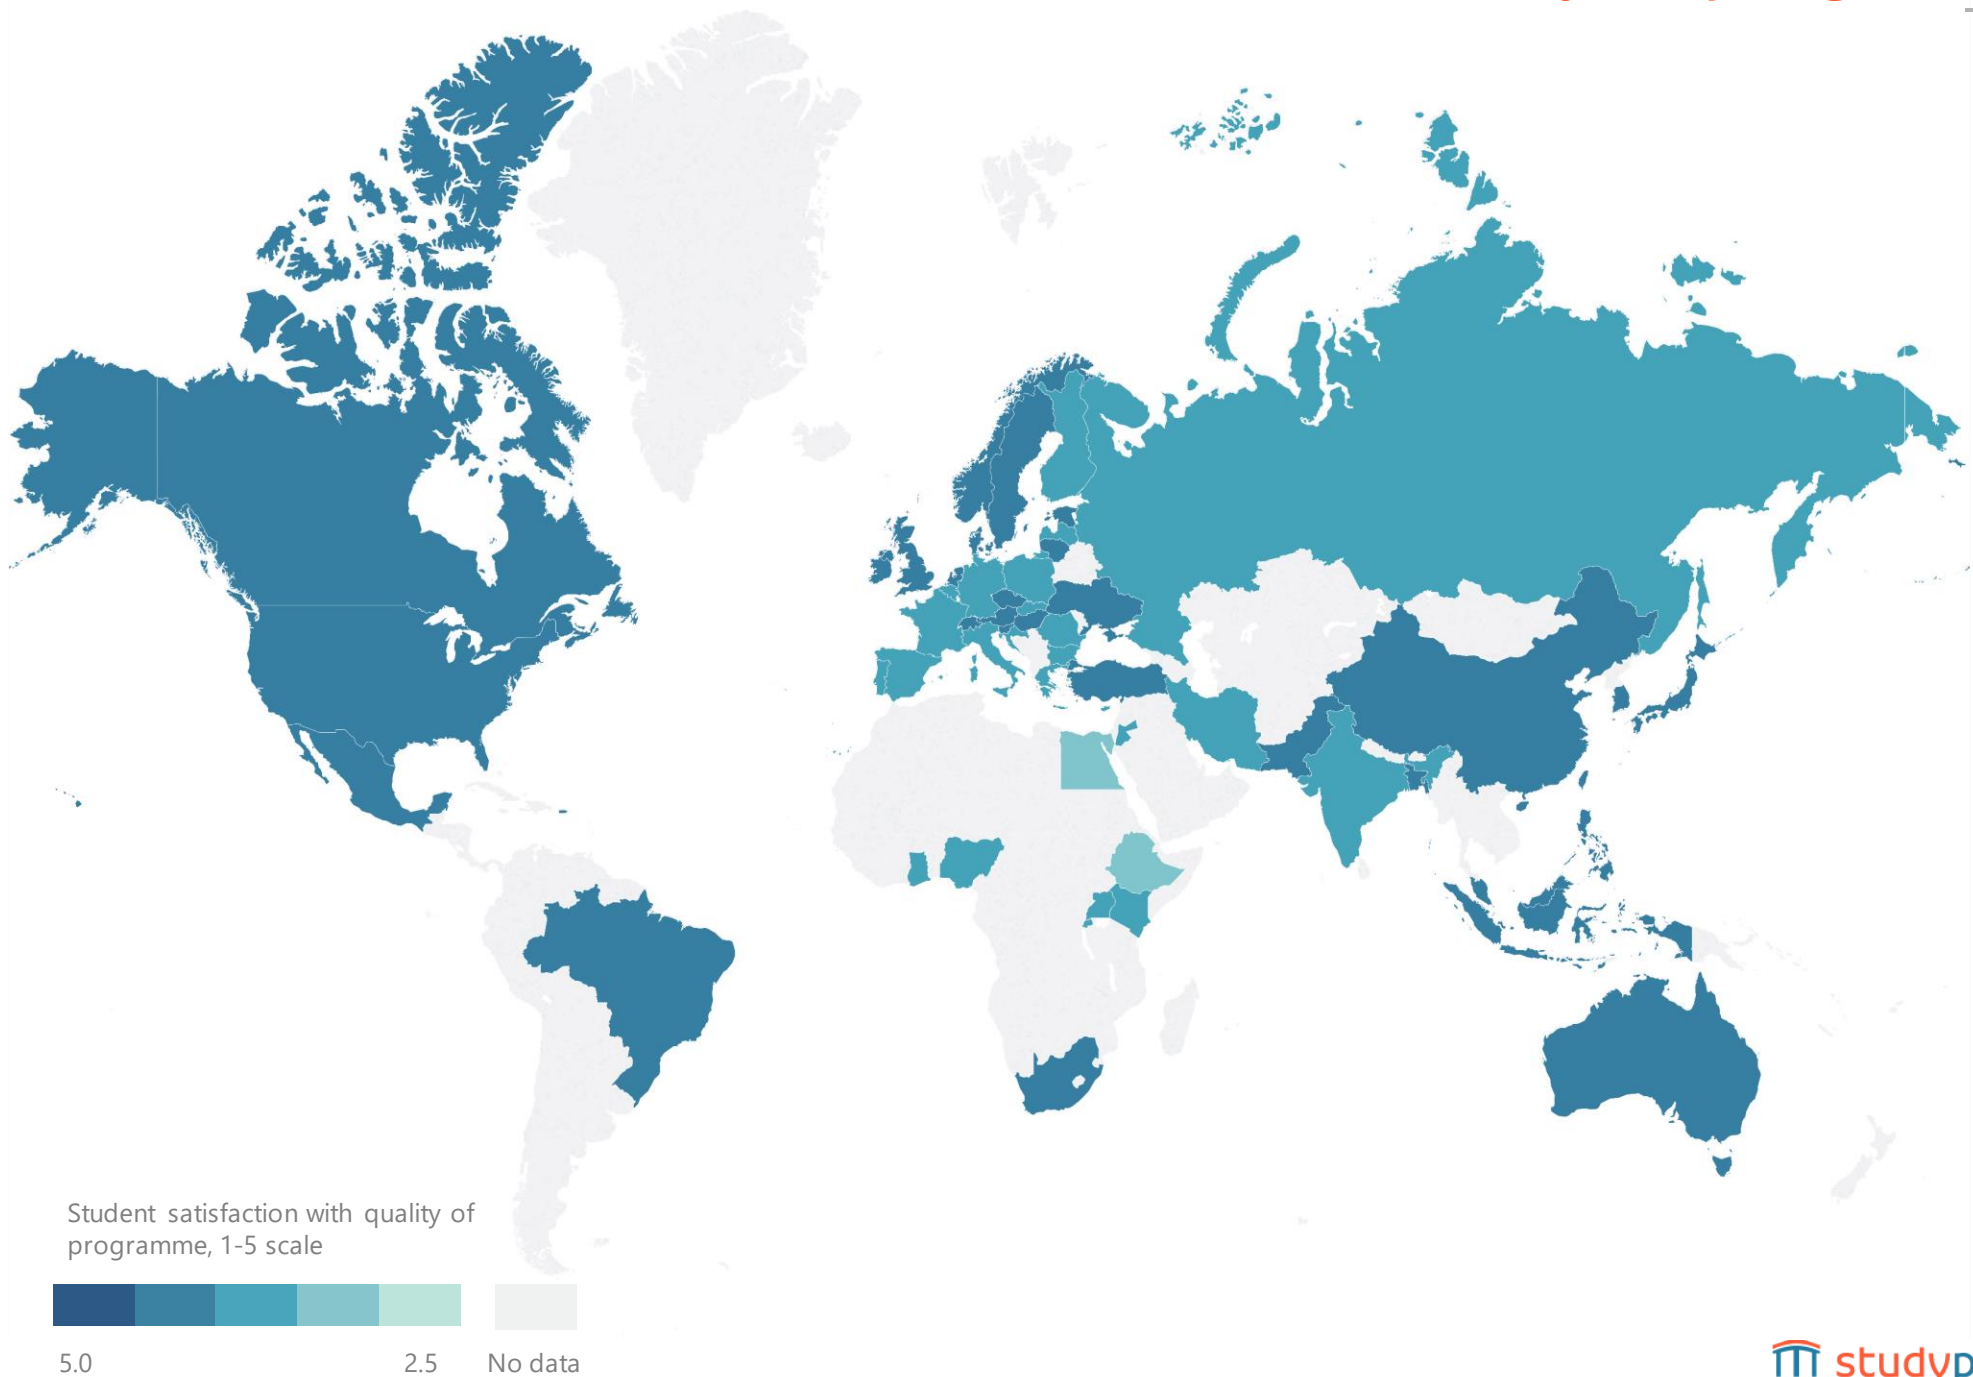 Student satisfaction with quality of
programme, 1-5 scale
5.0
2.5
No data